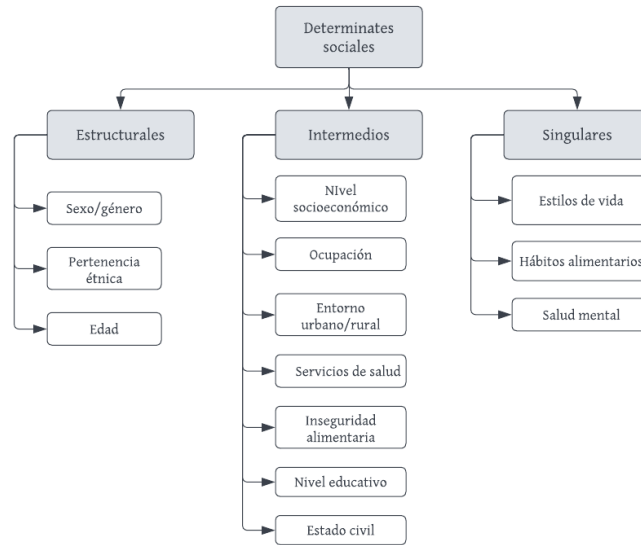 Determinates
sociales
Estructurales
Intermedios
Singulares
Sexo/género
Pertenencia
étnica
Edad
NIvel
socioeconómico
Ocupación
Entorno
urbano/rural
Servicios de salud
Inseguridad
alimentaria
Nivel educativo
Estado civil
Estilos de vida
Hábitos alimentarios
Salud mental